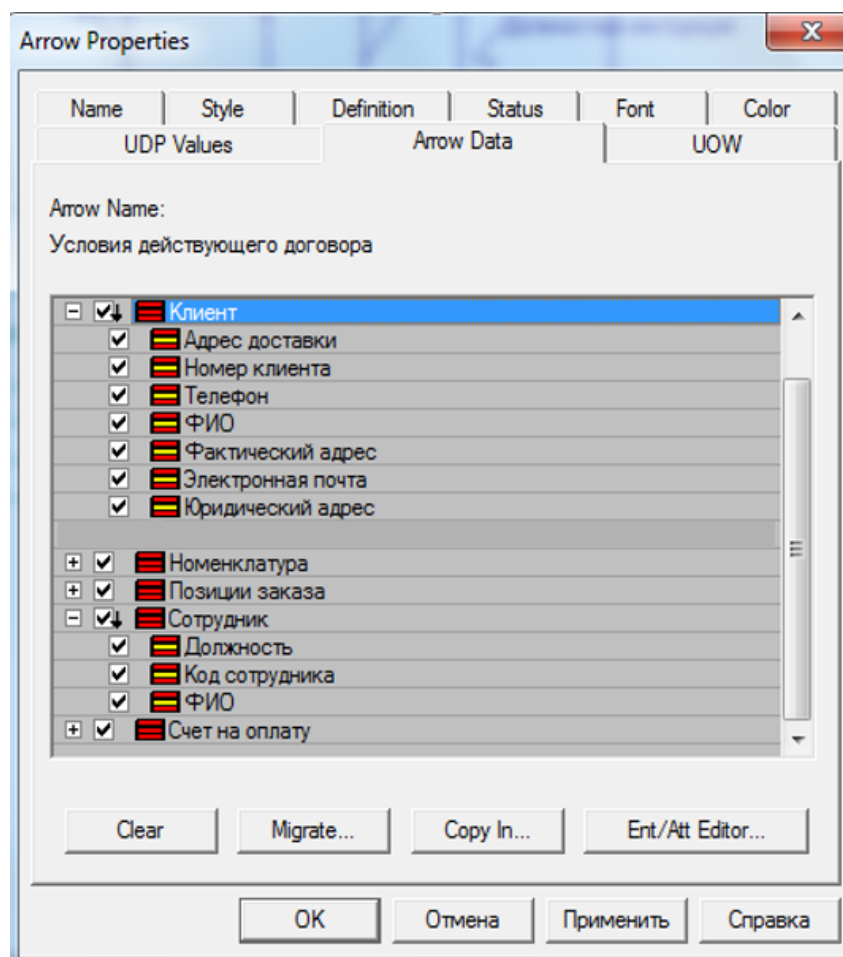 Arrow Properties
Name Style Definition Status Font Color
UDP Values Arrow Data UOW
Arrow Name:
Условия действующего договора
Клиент
Адрес доставки
Номер клиента
Телефон
ФИО
Фактический адрес
Электронная почта
Юридический адрес
Номенклатура
Позиции заказа
Сотрудник
Должность
Код сотрудника
ФИО
Счет на оплату
Clear Migrate... Copy In... Ent/Att Editor...
OK Отмена Применить Справка